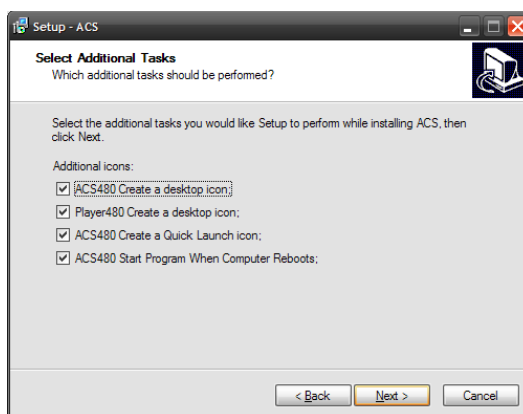 Setup - ACS
Select Additional Tasks
Which additional tasks should be performed?
Select the additional tasks you would like Setup to perform while installing ACS, then
click Next.
Additional icons:
ACS480 Create a desktop icon;
Player480 Create a desktop icon;
ACS480 Create a Quick Launch icon;
ACS480 Start Program When Computer Reboots;
< Back Next > Cancel